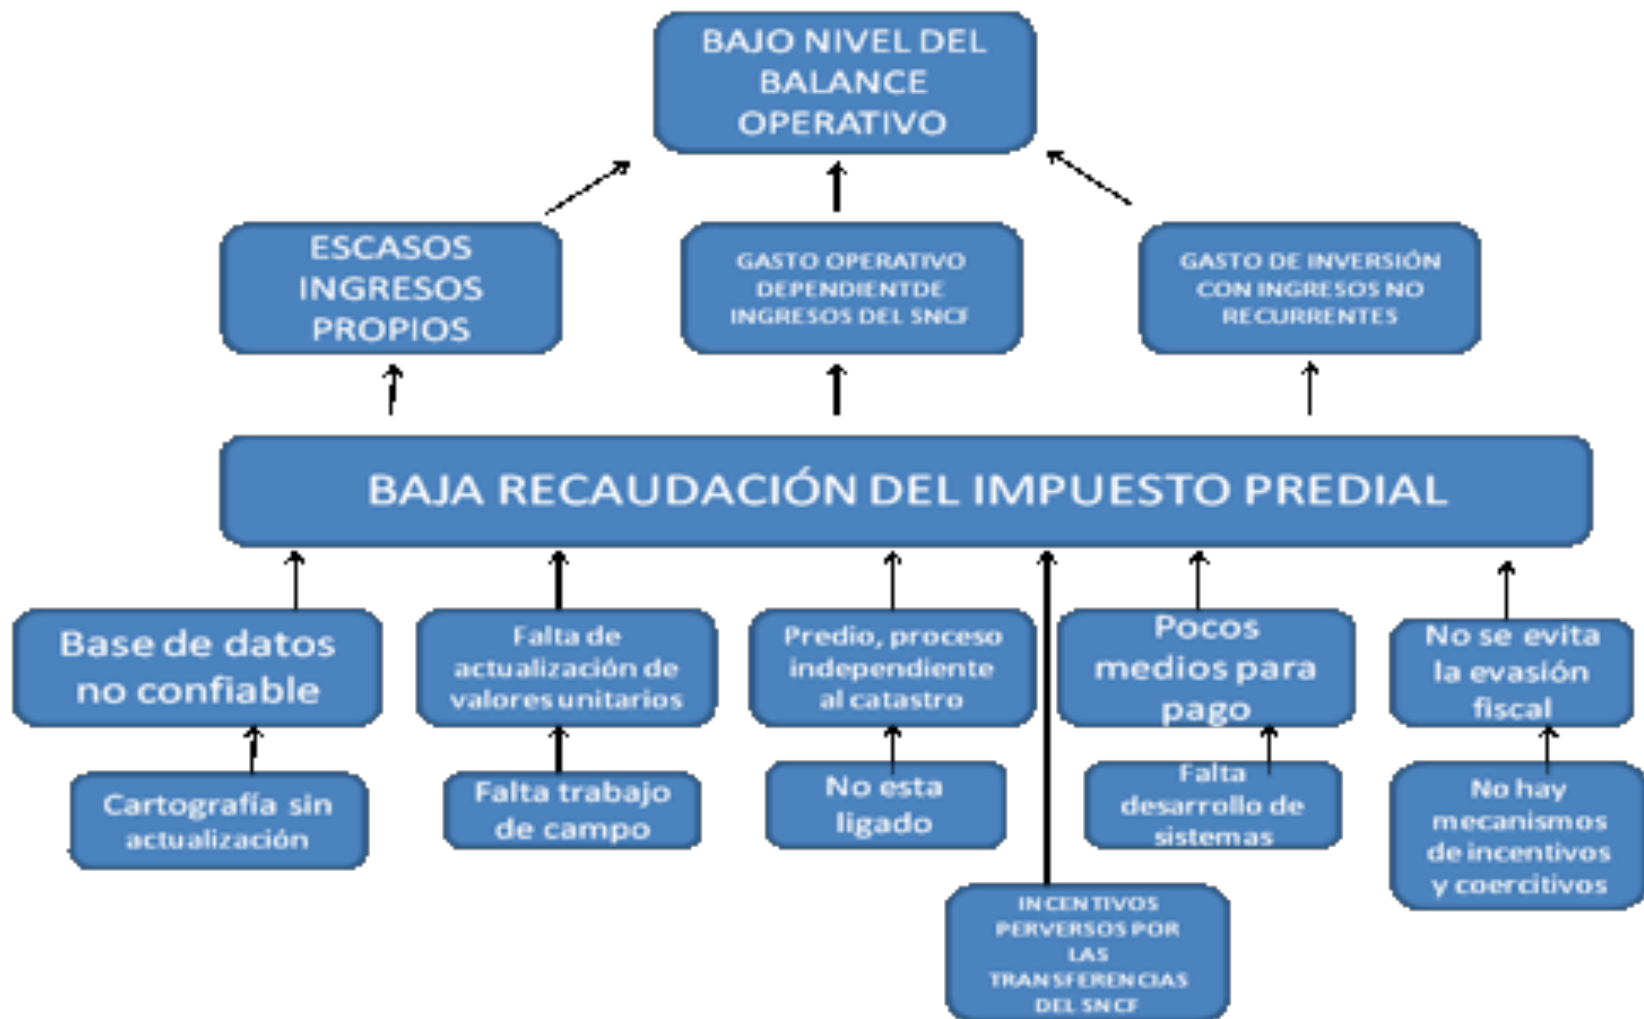 BAJO NIVEL DEL
BALANCE
OPERATIVO
ESCASOS
INGRESOS
PROPIOS
GASTO OPERATIVO
DEPENDIENTDE
INGRESOS DEL SNCF
GASTO DE INVERSIÓN
CON INGRESOS NO
RECURRENTES
BAJA RECAUDACIÓN DEL IMPUESTO PREDIAL
Base de datos
no confiable
Falta de
actualización de
valores unitarios
Predio, proceso
independiente
al catastro
Pocos
medios para
pago
No se evita
la evasión
fiscal
Cartografía sin
actualización
Falta trabajo
de campo
No esta
ligado
Falta
desarrollo de
sistemas
No hay
mecanismos
de incentivos
y coercitivos
INCENTIVOS
PERVERSOS POR
LAS
TRANSFERENCIAS
DEL SNCF